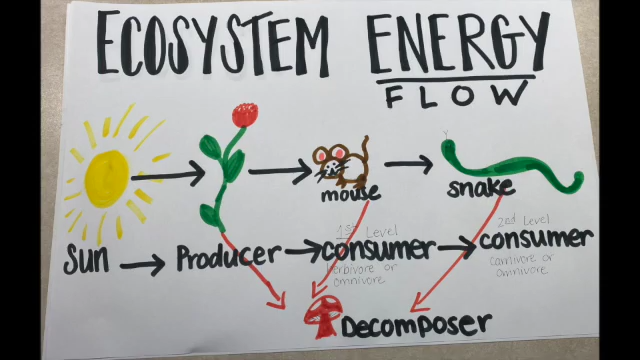 ECOSYSTEM ENERGY
FLOW
mouse
snake
Sun
Producer
1st Level
consumer
herbivore or
omnivore
2nd Level
consumer
carnivore or
omnivore
Decomposer